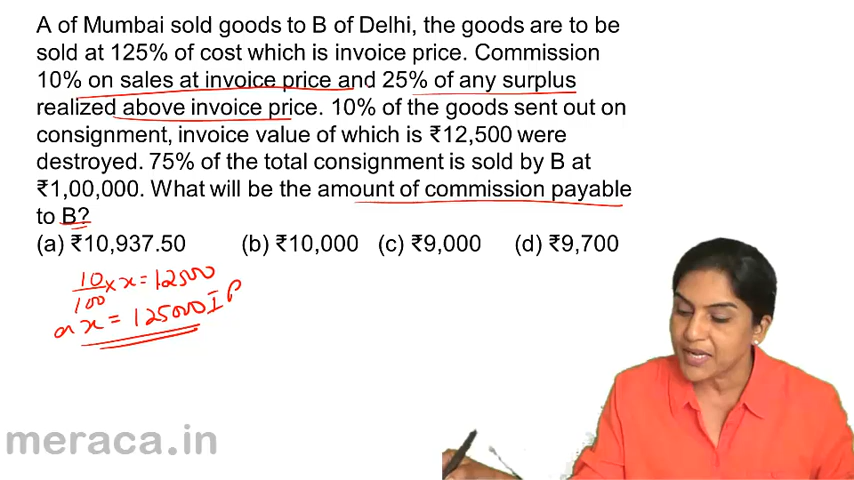 A of Mumbai sold goods to B of Delhi, the goods are to be
sold at 125% of cost which is invoice price. Commission
10% on sales at invoice price and 25% of any surplus
realized above invoice price. 10% of the goods sent out on
consignment, invoice value of which is ₹12,500 were
destroyed. 75% of the total consignment is sold by B at
₹1,00,000. What will be the amount of commission payable
to B?
(a) ₹10,937.50 (b) ₹10,000 (c) ₹9,000 (d) ₹9,700
10/100 × x = 12500
x = 125000 IP
meraca.in